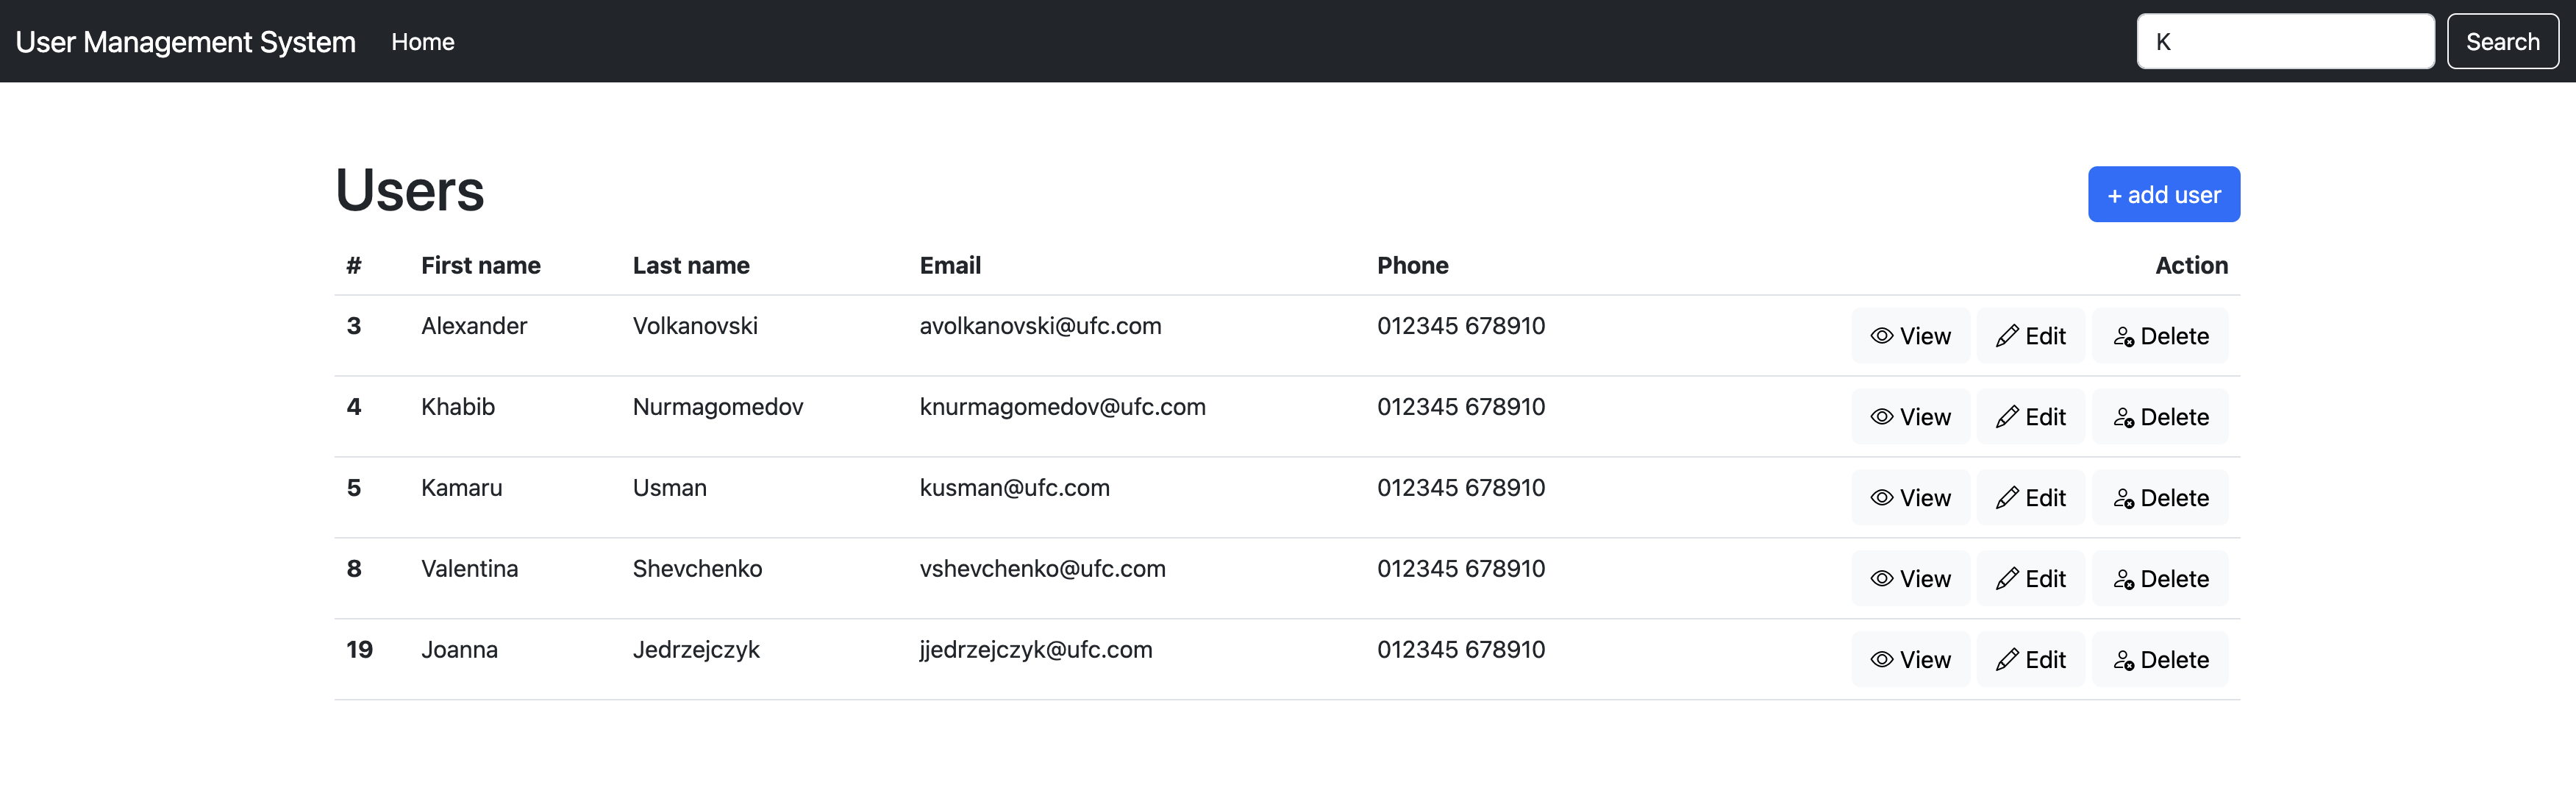 User Management System Home K Search
Users + add user
# First name Last name Email Phone Action
3 Alexander Volkanovski avolkanovski@ufc.com 012345 678910 View Edit Delete
4 Khabib Nurmagomedov knurmagomedov@ufc.com 012345 678910 View Edit Delete
5 Kamaru Usman kusman@ufc.com 012345 678910 View Edit Delete
8 Valentina Shevchenko vshevchenko@ufc.com 012345 678910 View Edit Delete
19 Joanna Jedrzejczyk jjedrzejczyk@ufc.com 012345 678910 View Edit Delete